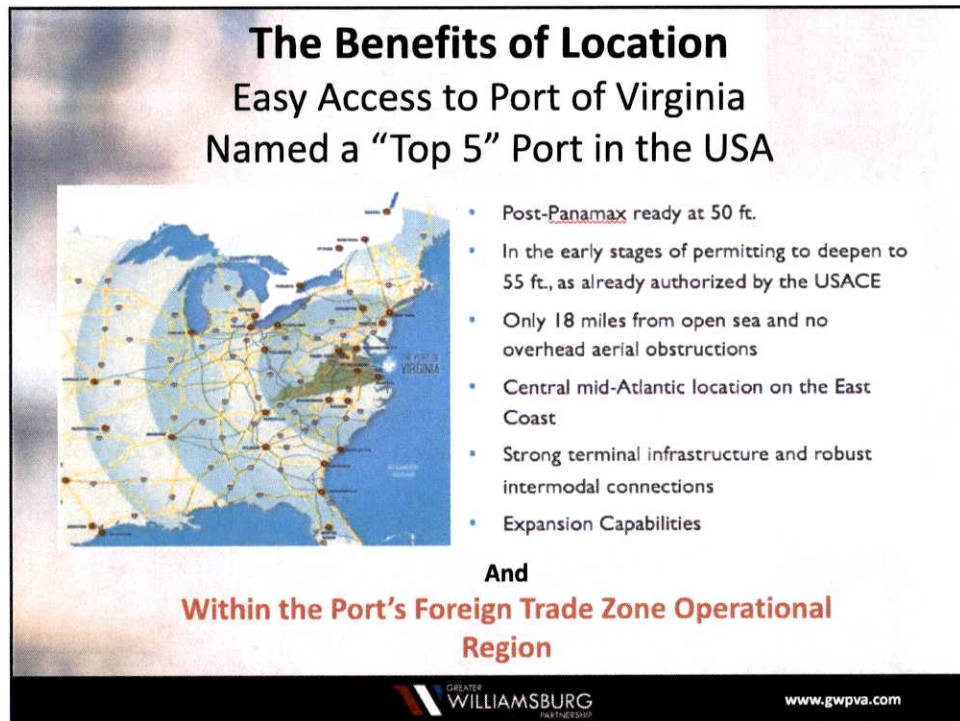 The Benefits of Location
Easy Access to Port of Virginia
Named a “Top 5” Port in the USA
• Post-Panamax ready at 50 ft.
• In the early stages of permitting to deepen to
55 ft., as already authorized by the USACE
• Only 18 miles from open sea and no
overhead aerial obstructions
• Central mid-Atlantic location on the East
Coast
• Strong terminal infrastructure and robust
intermodal connections
• Expansion Capabilities
THE PORT OF
VIRGINIA
And
Within the Port’s Foreign Trade Zone Operational
Region
GREATER
WILLIAMSBURG
PARTNERSHIP
www.gwpva.com